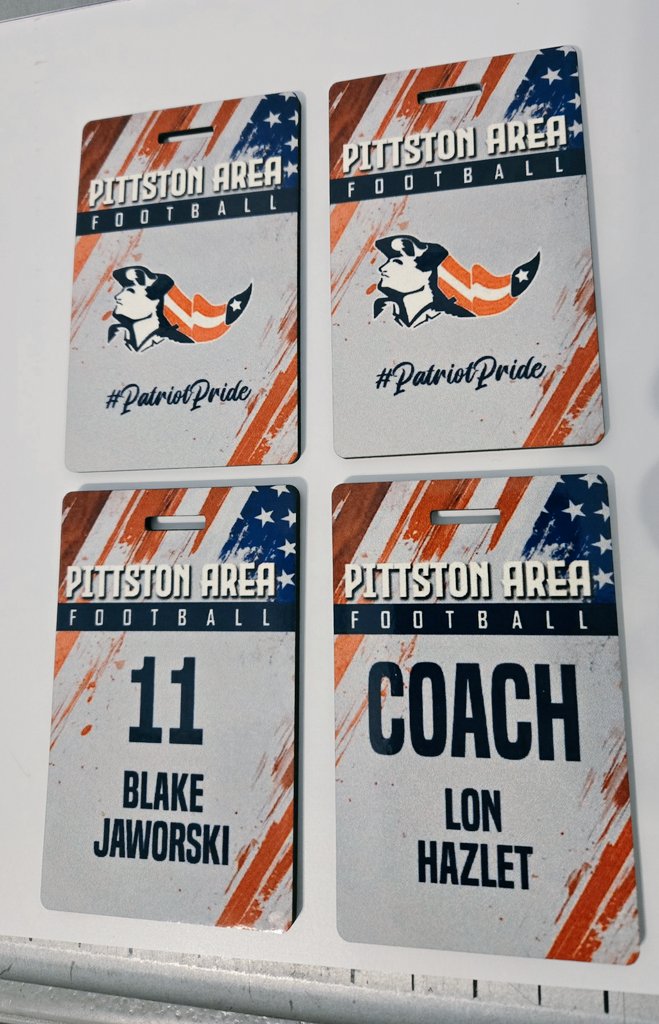 PITTSTON AREA
FOOTBALL
#PatriotPride
PITTSTON AREA
FOOTBALL
#PatriotPride
PITTSTON AREA
FOOTBALL
11
BLAKE
JAWORSKI
PITTSTON AREA
FOOTBALL
COACH
LON
HAZLET